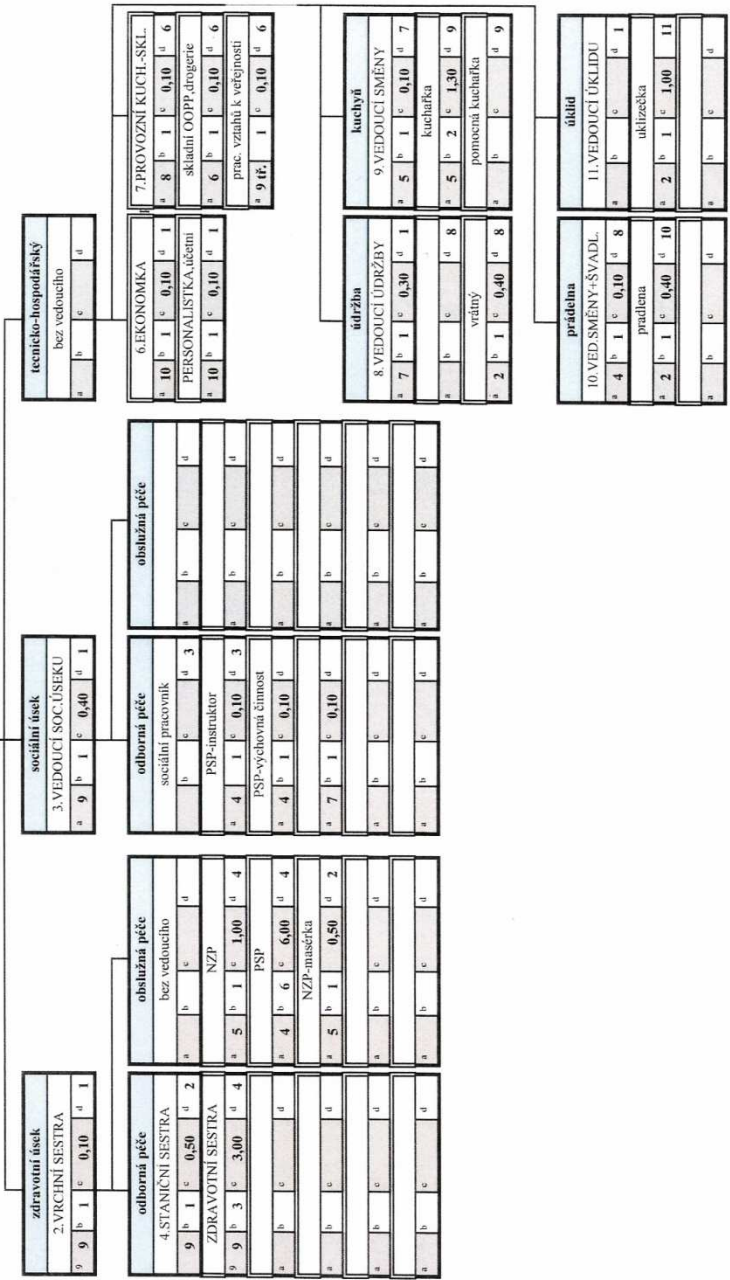 zdravotní úsek
2.VRCHNÍ SESTRA
9 9 b 1 c 0,10 d 1
odborná péče
4.STANIČNÍ SESTRA
9 b 1 c 0,50 d 2
ZDRAVOTNÍ SESTRA
9 9 b 3 c 3,00 d 4
a b c d
a b c d
a b c d
a b c d
obslužná péče
bez vedoucího
a b c d
NZP
a 5 b 1 c 1,00 d 4
PSP
a 4 b 6 c 6,00 d 4
NZP-masérka
a 5 b 1 0,50 d 2
a b c d
a b c d
sociální úsek
3.VEDOUCÍ SOC.ÚSEKU
a 9 b 1 c 0,40 d 1
odborná péče
sociální pracovník
b c d 3
PSP-instruktor
a 4 1 c 0,10 d 3
PSP-výchovná činnost
a 4 b 1 c 0,10 d
a 7 b 1 c 0,10 d
a b c d
a b c d
obslužná péče
a b c d
a b c d
a b c d
a b c d
a b c d
a b c d
tecnicko-hospodářský
bez vedoucího
a b c d
6.EKONOMKA
a 10 b 1 c 0,10 d 1
PERSONALISTKA,účetní
a 10 b 1 c 0,10 d 1
7.PROVOZNÍ KUCH.-SKL.
a 8 b 1 c 0,10 d 6
skladní OOPP,drogerie
a 6 b 1 c 0,10 d 6
prac. vztahů k veřejnosti
a 9 tř. 1 c 0,10 d 6
údržba
8.VEDOUCÍ ÚDRŽBY
a 7 b 1 c 0,30 d 1
a b c d 8
vrátný
a 2 b 1 c 0,40 d 8
kuchyň
9.VEDOUCÍ SMĚNY
a 5 b 1 c 0,10 d 7
kuchařka
a 5 b 2 c 1,30 d 9
pomocná kuchařka
a b c d 9
prádelna
10.VED.SMĚNY+ŠVADL.
a 4 b 1 c 0,10 d 8
pradlena
a 2 b 1 c 0,40 d 10
a b c d
úklid
11.VEDOUCÍ ÚKLIDU
a b c d 1
uklizečka
a 2 b 1 c 1,00 11
a b c d